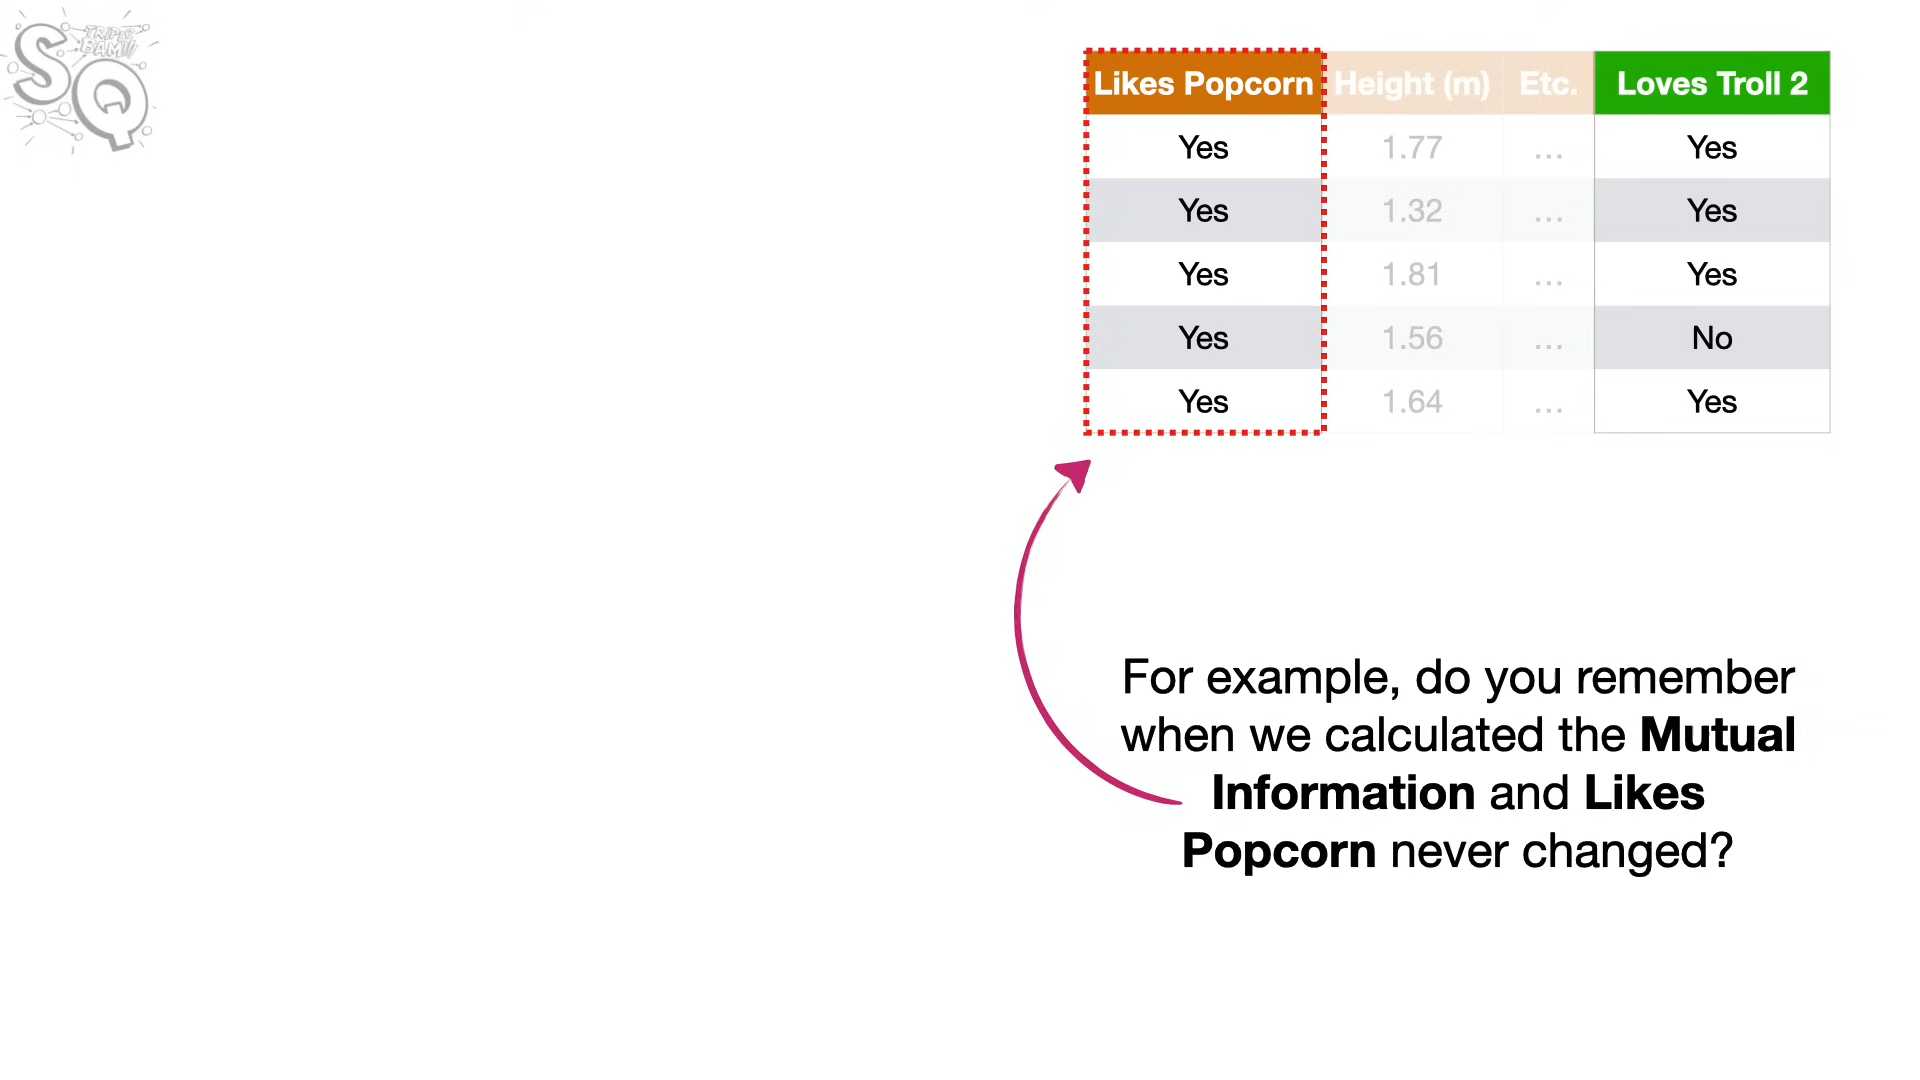 SQ
TRIPLE
BAM!!!
Likes Popcorn Height (m) Etc. Loves Troll 2
Yes 1.77 ... Yes
Yes 1.32 ... Yes
Yes 1.81 ... Yes
Yes 1.56 ... No
Yes 1.64 ... Yes
For example, do you remember
when we calculated the Mutual
Information and Likes
Popcorn never changed?